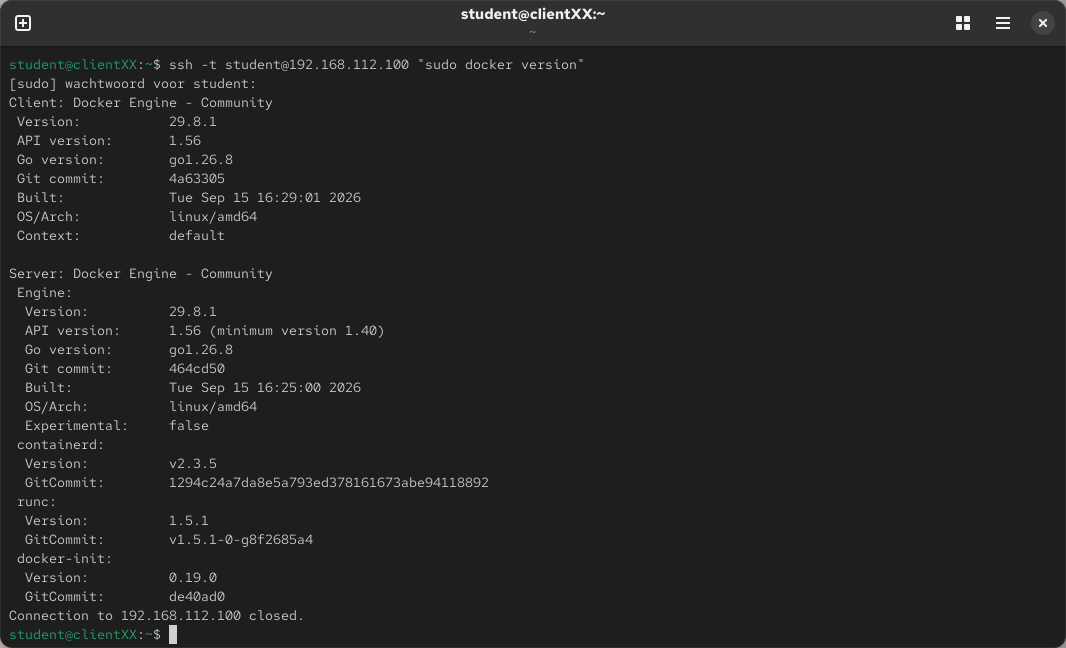 student@clientXX:~
~
student@clientXX:~$ ssh -t student@192.168.112.100 "sudo docker version"
[sudo] wachtwoord voor student:
Client: Docker Engine - Community
 Version:           29.8.1
 API version:       1.56
 Go version:        go1.26.8
 Git commit:        4a63305
 Built:             Tue Sep 15 16:29:01 2026
 OS/Arch:           linux/amd64
 Context:           default

Server: Docker Engine - Community
 Engine:
  Version:          29.8.1
  API version:      1.56 (minimum version 1.40)
  Go version:       go1.26.8
  Git commit:       464cd50
  Built:            Tue Sep 15 16:25:00 2026
  OS/Arch:          linux/amd64
  Experimental:     false
 containerd:
  Version:          v2.3.5
  GitCommit:        1294c24a7da8e5a793ed378161673abe94118892
 runc:
  Version:          1.5.1
  GitCommit:        v1.5.1-0-g8f2685a4
 docker-init:
  Version:          0.19.0
  GitCommit:        de40ad0
Connection to 192.168.112.100 closed.
student@clientXX:~$